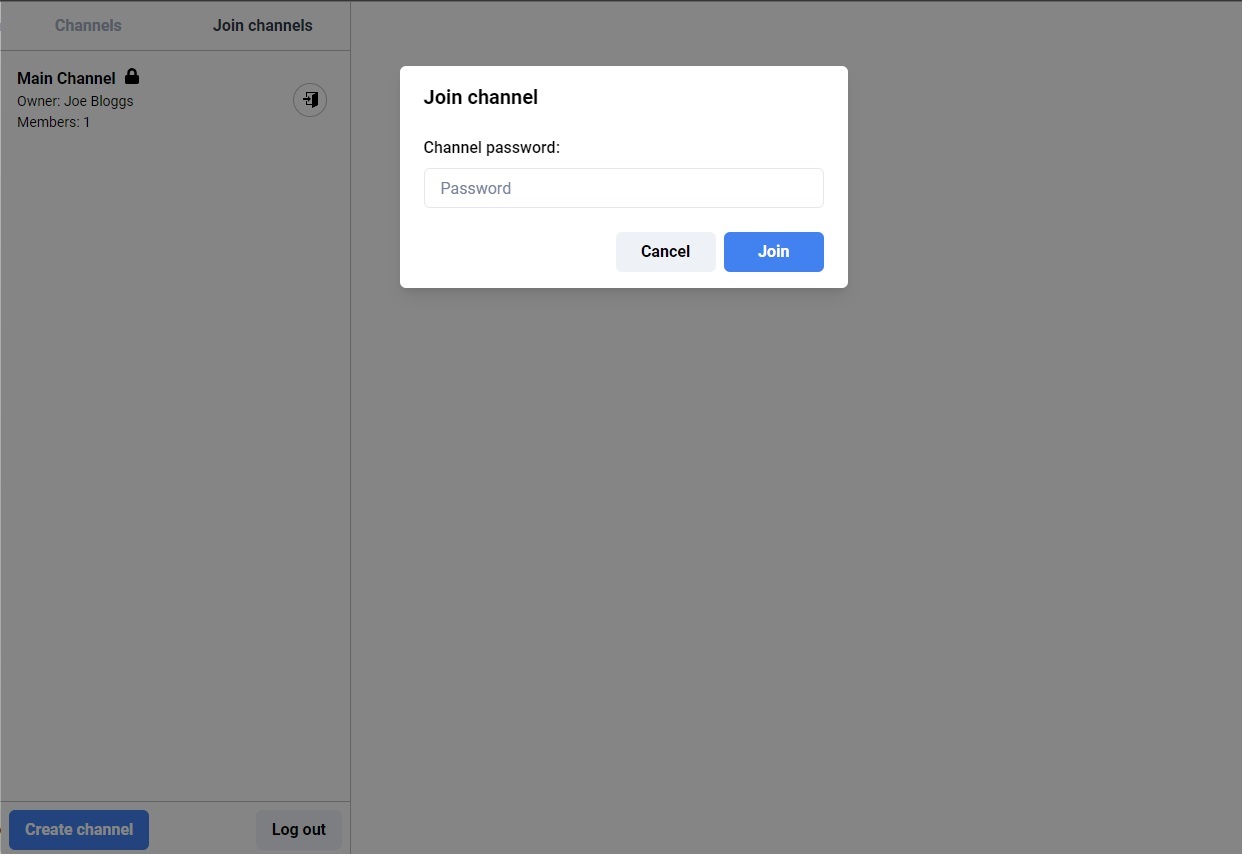 Channels
Join channels
Main Channel
Owner: Joe Bloggs
Members: 1
Join channel
Channel password:
Password
Cancel
Join
Create channel
Log out